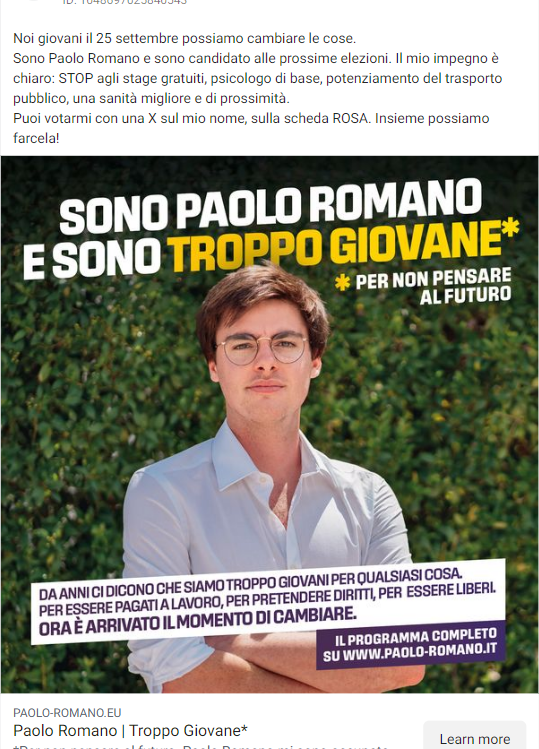 Noi giovani il 25 settembre possiamo cambiare le cose.
Sono Paolo Romano e sono candidato alle prossime elezioni. Il mio impegno è
chiaro: STOP agli stage gratuiti, psicologo di base, potenziamento del trasporto
pubblico, una sanità migliore e di prossimità.
Puoi votarmi con una X sul mio nome, sulla scheda ROSA. Insieme possiamo
farcela!
SONO PAOLO ROMANO
E SONO TROPPO GIOVANE*
* PER NON PENSARE
AL FUTURO
DA ANNI CI DICONO CHE SIAMO TROPPO GIOVANI PER QUALSIASI COSA.
PER ESSERE PAGATI A LAVORO, PER PRETENDERE DIRITTI, PER ESSERE LIBERI.
ORA È ARRIVATO IL MOMENTO DI CAMBIARE.
IL PROGRAMMA COMPLETO
SU WWW.PAOLO-ROMANO.IT
PAOLO-ROMANO.EU
Paolo Romano | Troppo Giovane*
Learn more